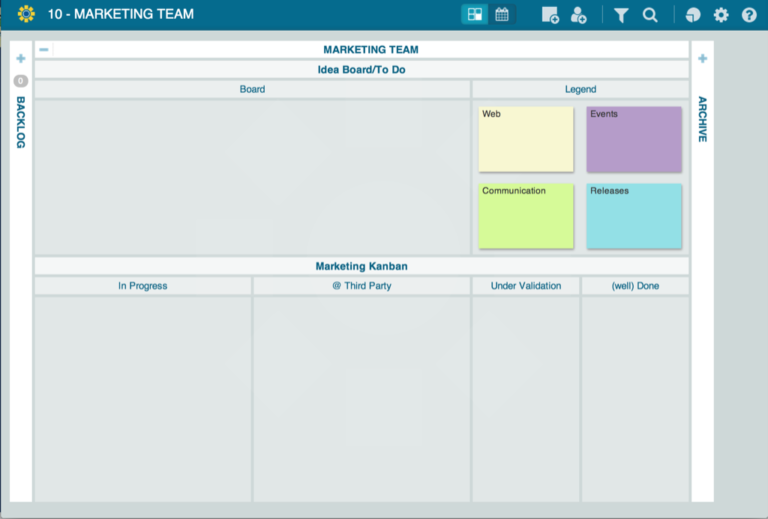 10 - MARKETING TEAM
MARKETING TEAM
Idea Board/To Do
Board
Legend
0
BACKLOG
ARCHIVE
Web
Events
Communication
Releases
Marketing Kanban
In Progress
@ Third Party
Under Validation
(well) Done